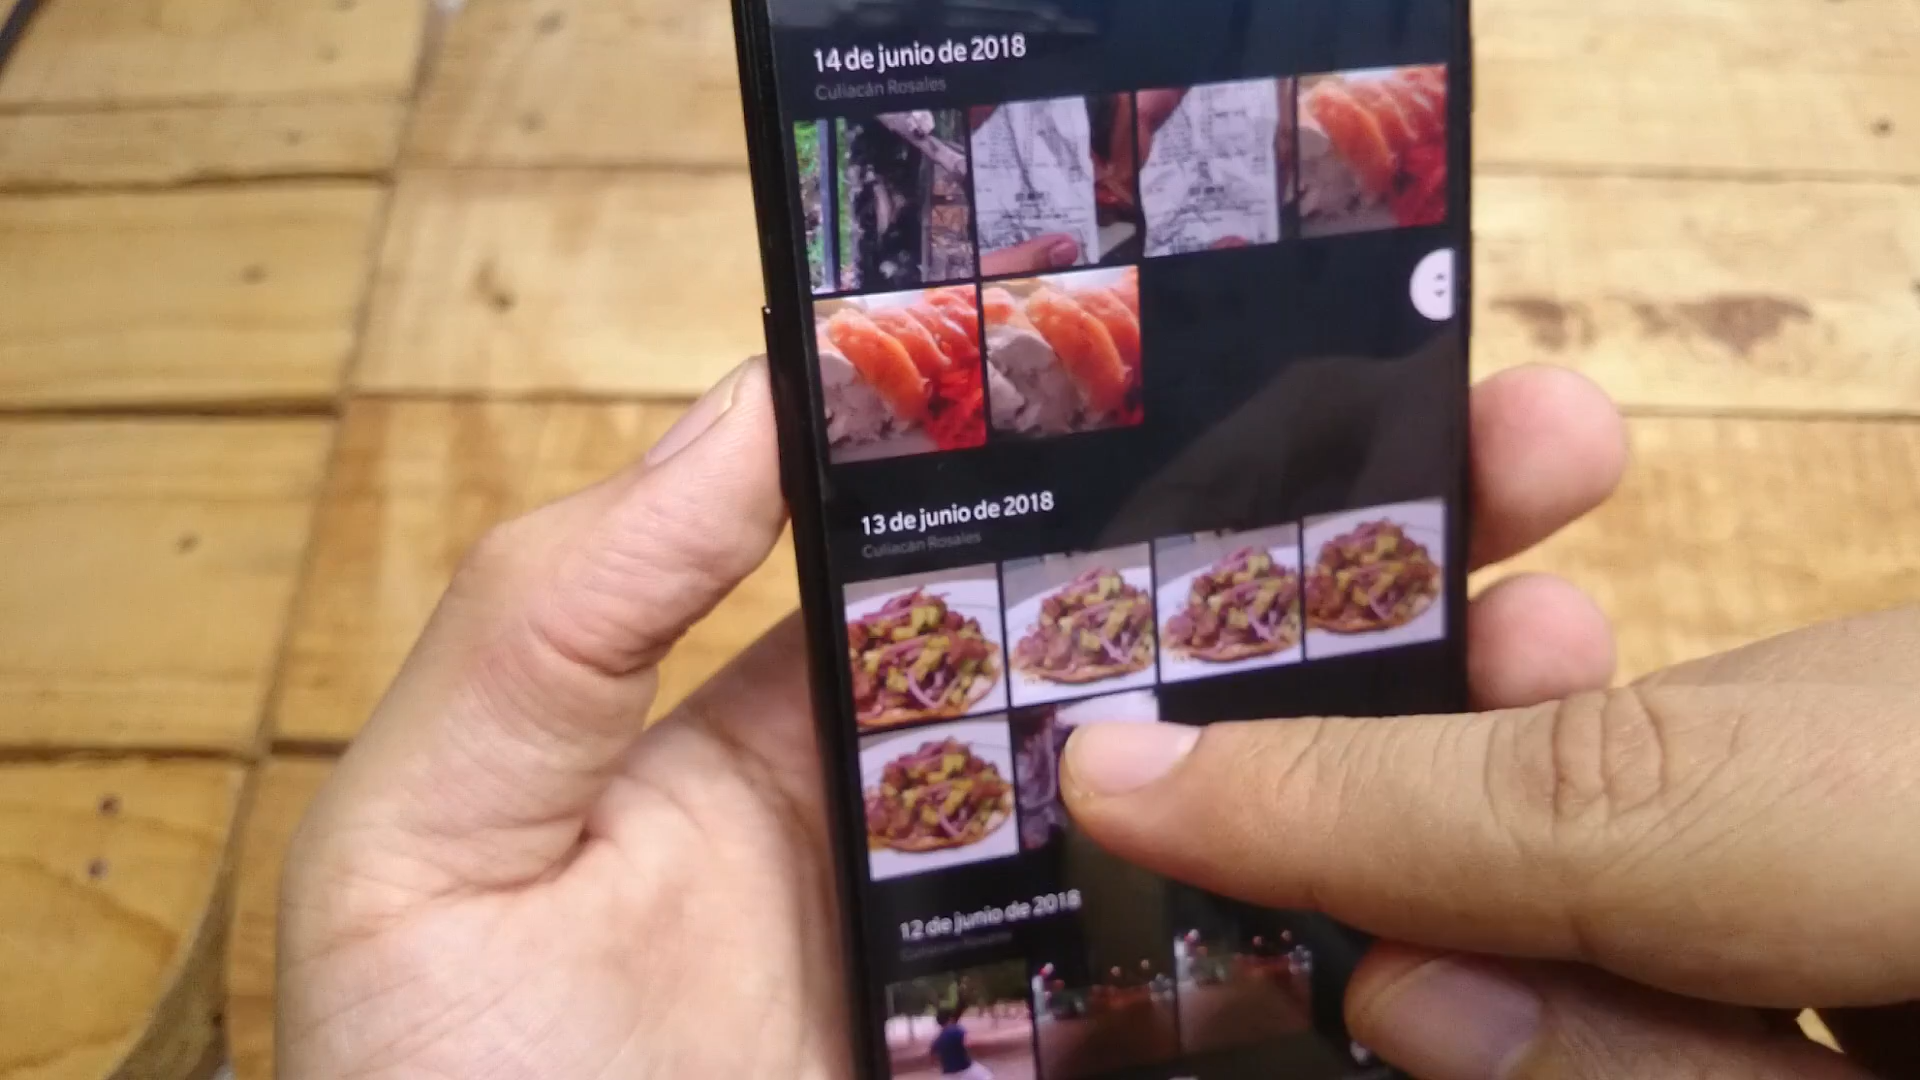 14 de junio de 2018
Culiacán Rosales
13 de junio de 2018
Culiacán Rosales
12 de junio de 2018